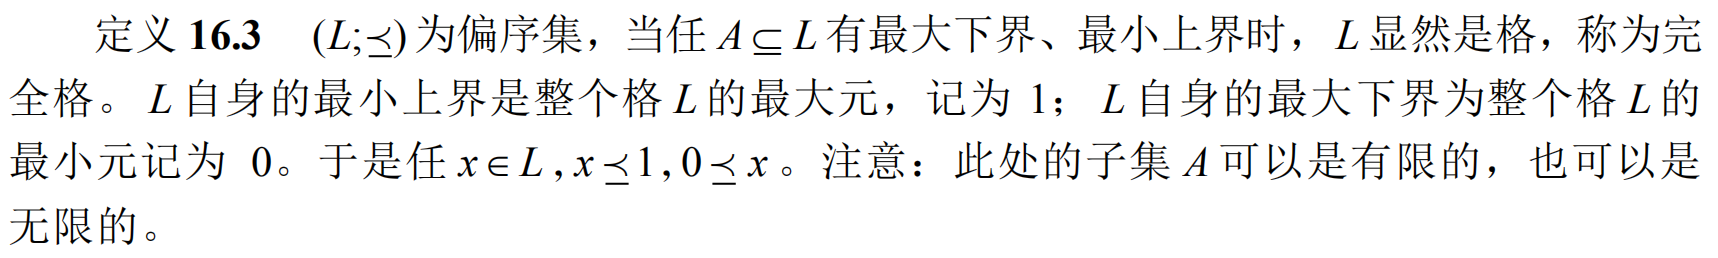 定义 16.3 (L;⪯)为偏序集，当任 A⊆L 有最大下界、最小上界时，L 显然是格，称为完
全格。L 自身的最小上界是整个格 L 的最大元，记为 1；L 自身的最大下界为整个格 L 的
最小元记为 0。于是任 x∈L,x⪯1,0⪯x。注意：此处的子集 A 可以是有限的，也可以是
无限的。